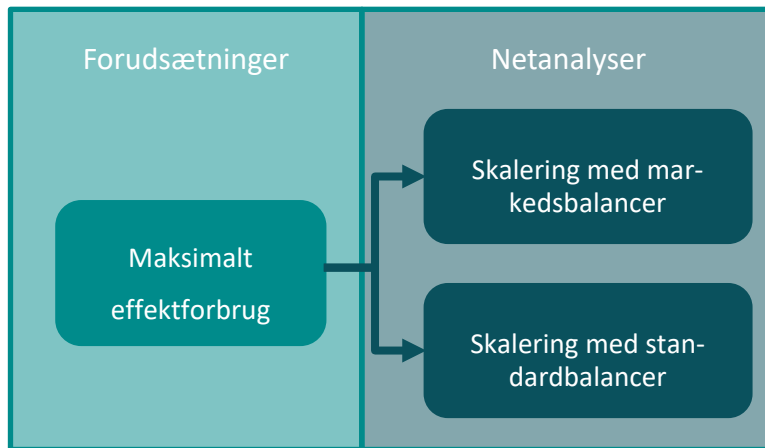 Forudsætninger
Netanalyser
Maksimalt
effektforbrug
Skalering med mar-
kedsbalancer
Skalering med stan-
dardbalancer